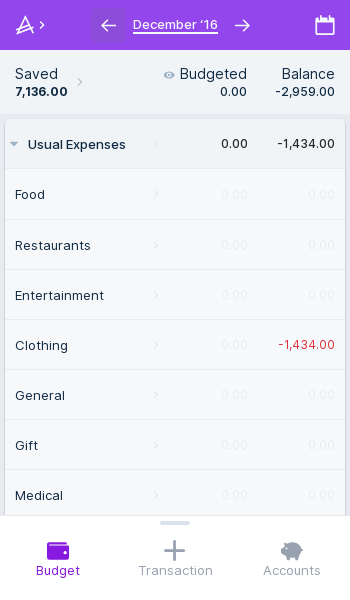 December ‘16
Saved Budgeted Balance
7,136.00 0.00 -2,959.00
Usual Expenses 0.00 -1,434.00
Food 0.00 0.00
Restaurants 0.00 0.00
Entertainment 0.00 0.00
Clothing 0.00 -1,434.00
General 0.00 0.00
Gift 0.00 0.00
Medical 0.00 0.00
Budget Transaction Accounts